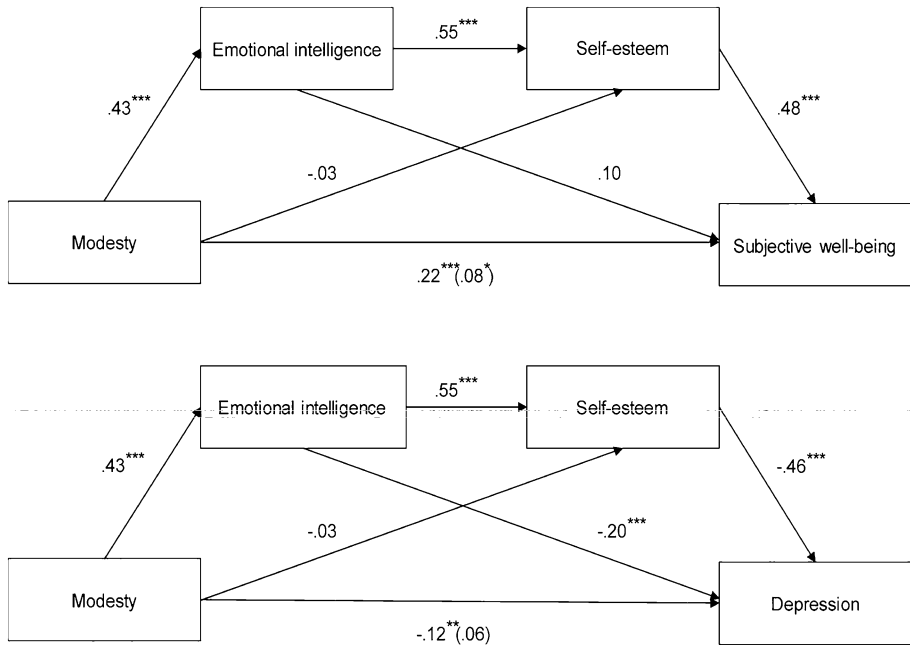 Emotional intelligence
.55***
Self-esteem
.43***
.48***
-.03
.10
Modesty
Subjective well-being
.22***(.08*)
Emotional intelligence
.55***
Self-esteem
.43***
-.46***
-.03
-.20***
Modesty
Depression
-.12**(.06)